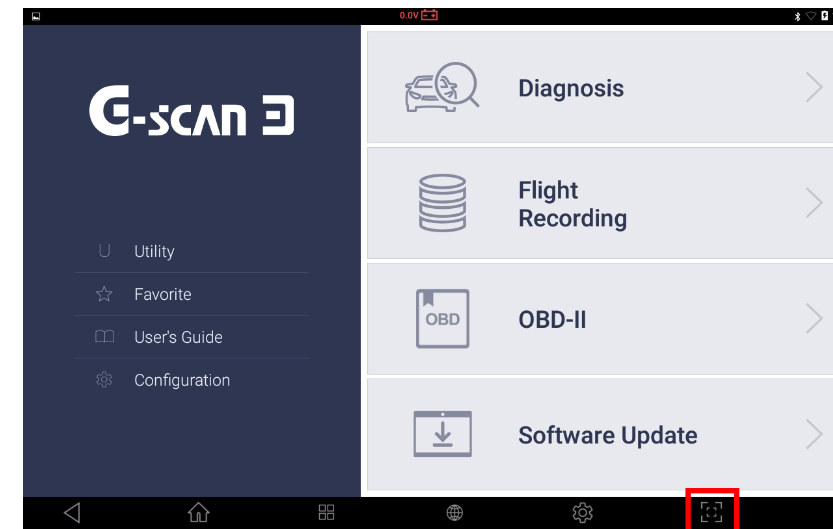 0.0V
G-scan 3
Utility
Favorite
User's Guide
Configuration
Diagnosis
Flight
Recording
OBD
OBD-II
Software Update